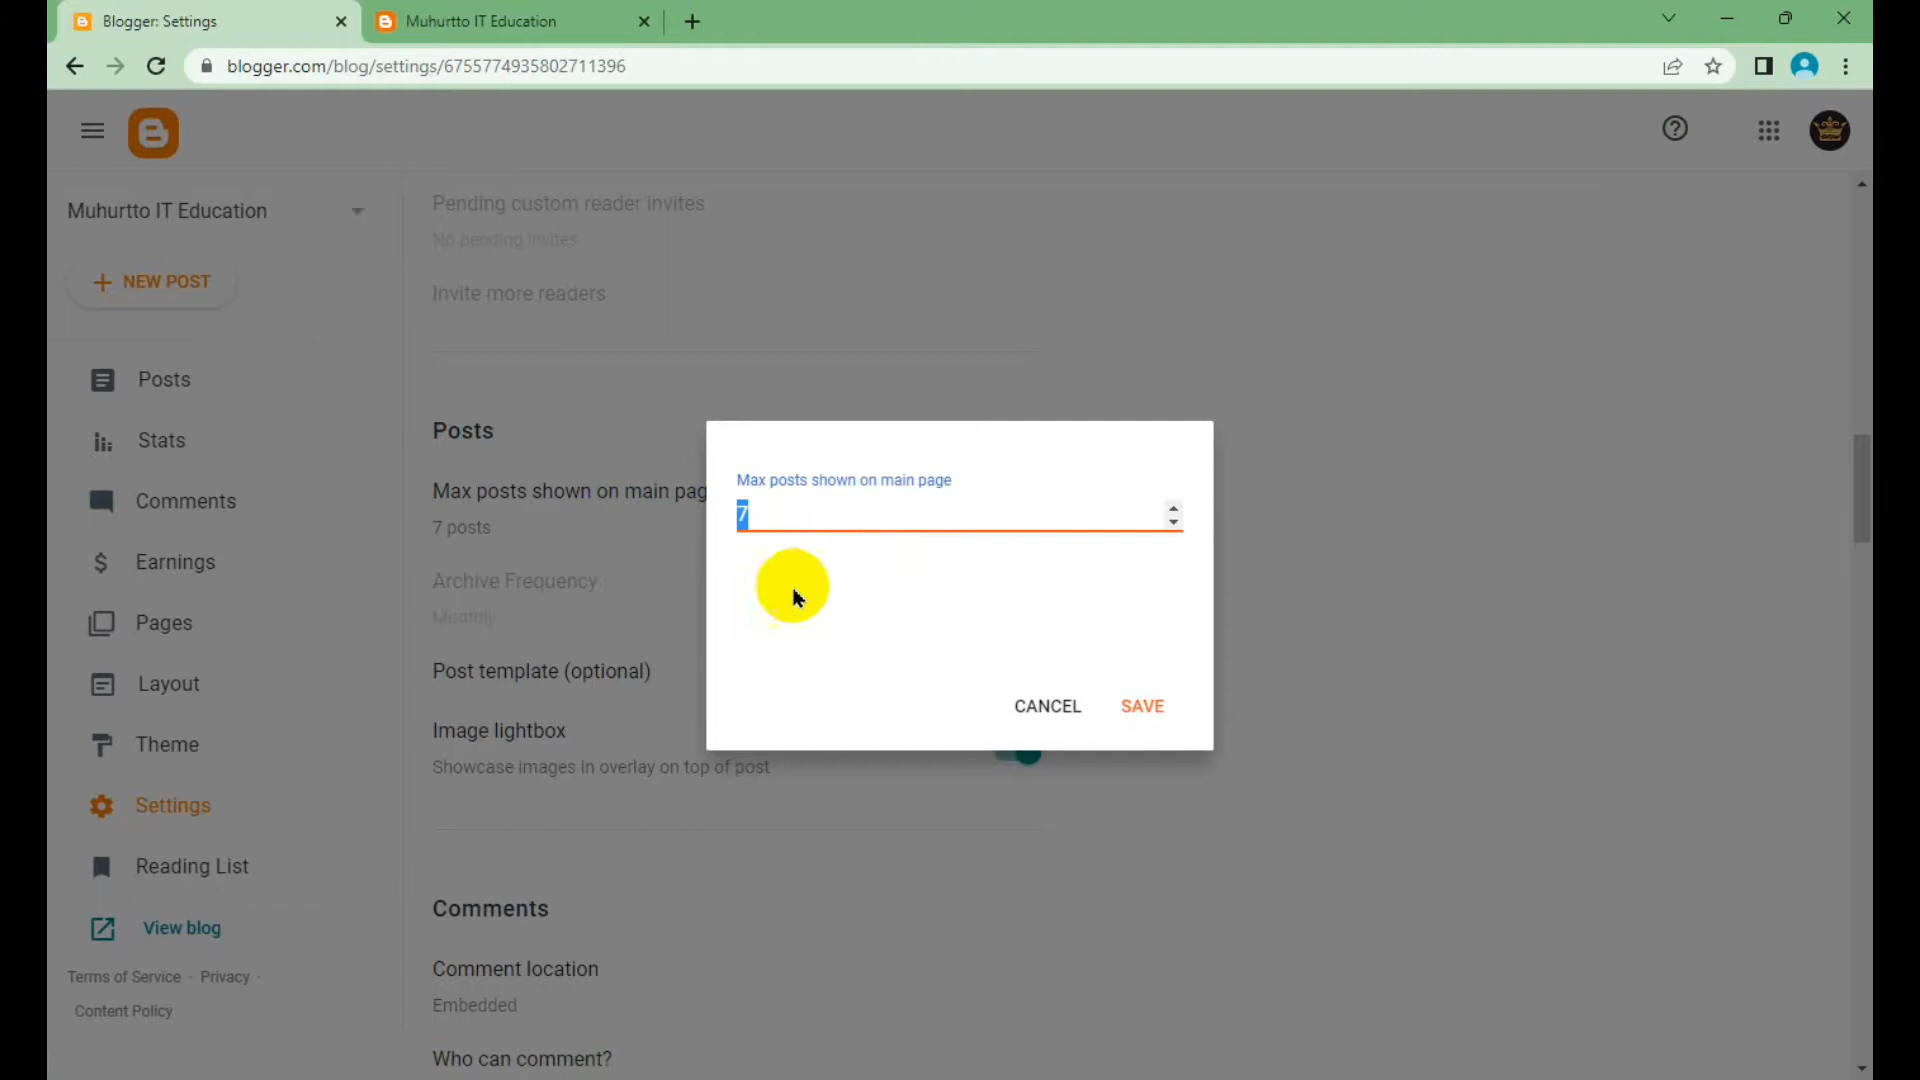 Blogger: Settings
Muhurtto IT Education
blogger.com/blog/settings/6755774935802711396
Muhurtto IT Education
NEW POST
Posts
Stats
Comments
Earnings
Pages
Layout
Theme
Settings
Reading List
View blog
Terms of Service · Privacy ·
Content Policy
Pending custom reader invites
No pending invites
Invite more readers
Posts
Max posts shown on main pag
7 posts
Archive Frequency
Monthly
Post template (optional)
Image lightbox
Showcase images in overlay on top of post
Comments
Comment location
Embedded
Who can comment?
Max posts shown on main page
7
CANCEL SAVE